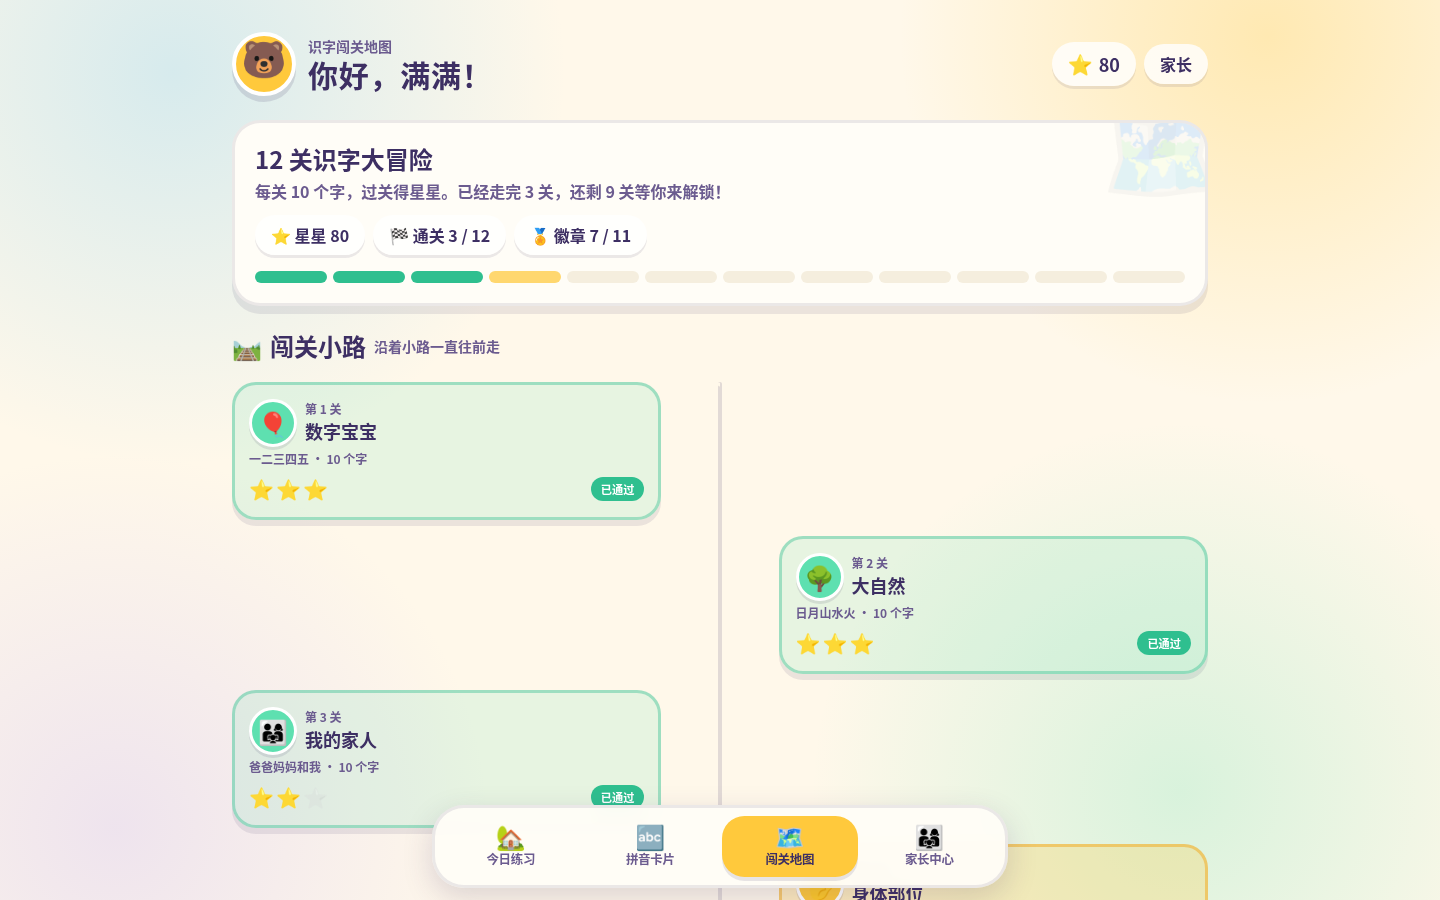 识字闯关地图
你好，满满！
80
家长
12 关识字大冒险
每关 10 个字，过关得星星。已经走完 3 关，还剩 9 关等你来解锁！
星星 80
通关 3 / 12
徽章 7 / 11
闯关小路 沿着小路一直往前走
第 1 关
数字宝宝
一二三四五 · 10 个字
已通过
第 2 关
大自然
日月山水火 · 10 个字
已通过
第 3 关
我的家人
爸爸妈妈和我 · 10 个字
已通过
身体部位
abc
今日练习
拼音卡片
闯关地图
家长中心